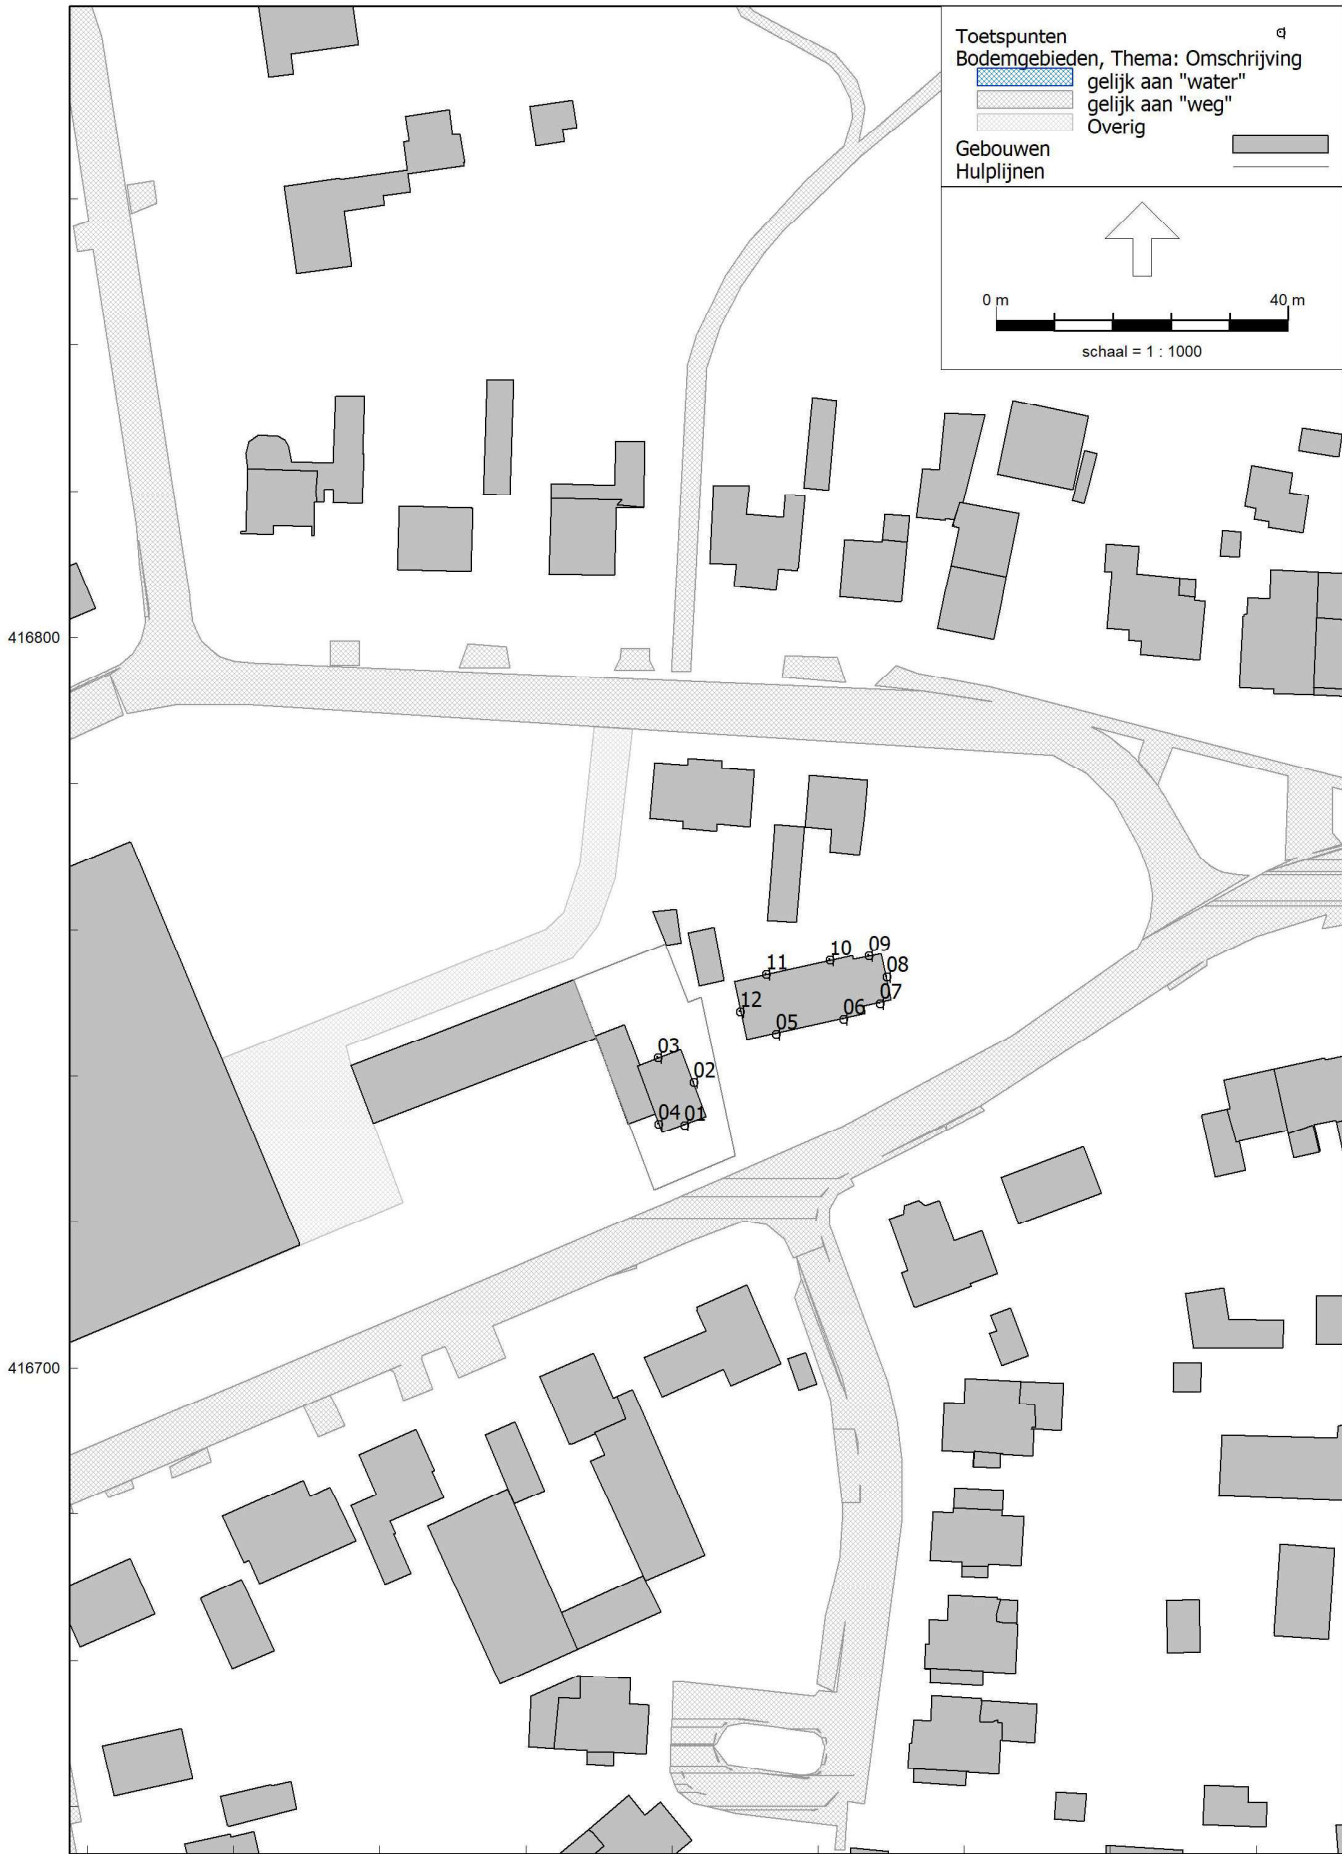 Toetspunten
Bodemgebieden, Thema: Omschrijving
gelijk aan "water"
gelijk aan "weg"
Overig
Gebouwen
Hulplijnen
0 m 40 m
schaal = 1 : 1000
416800
09
10
11
08
12
07
06
05
03
02
04 01
416700